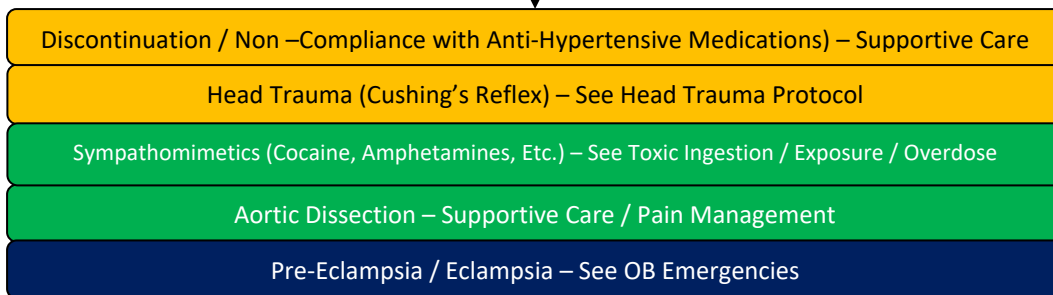 Discontinuation / Non –Compliance with Anti-Hypertensive Medications) – Supportive Care
Head Trauma (Cushing's Reflex) – See Head Trauma Protocol
Sympathomimetics (Cocaine, Amphetamines, Etc.) – See Toxic Ingestion / Exposure / Overdose
Aortic Dissection – Supportive Care / Pain Management
Pre-Eclampsia / Eclampsia – See OB Emergencies